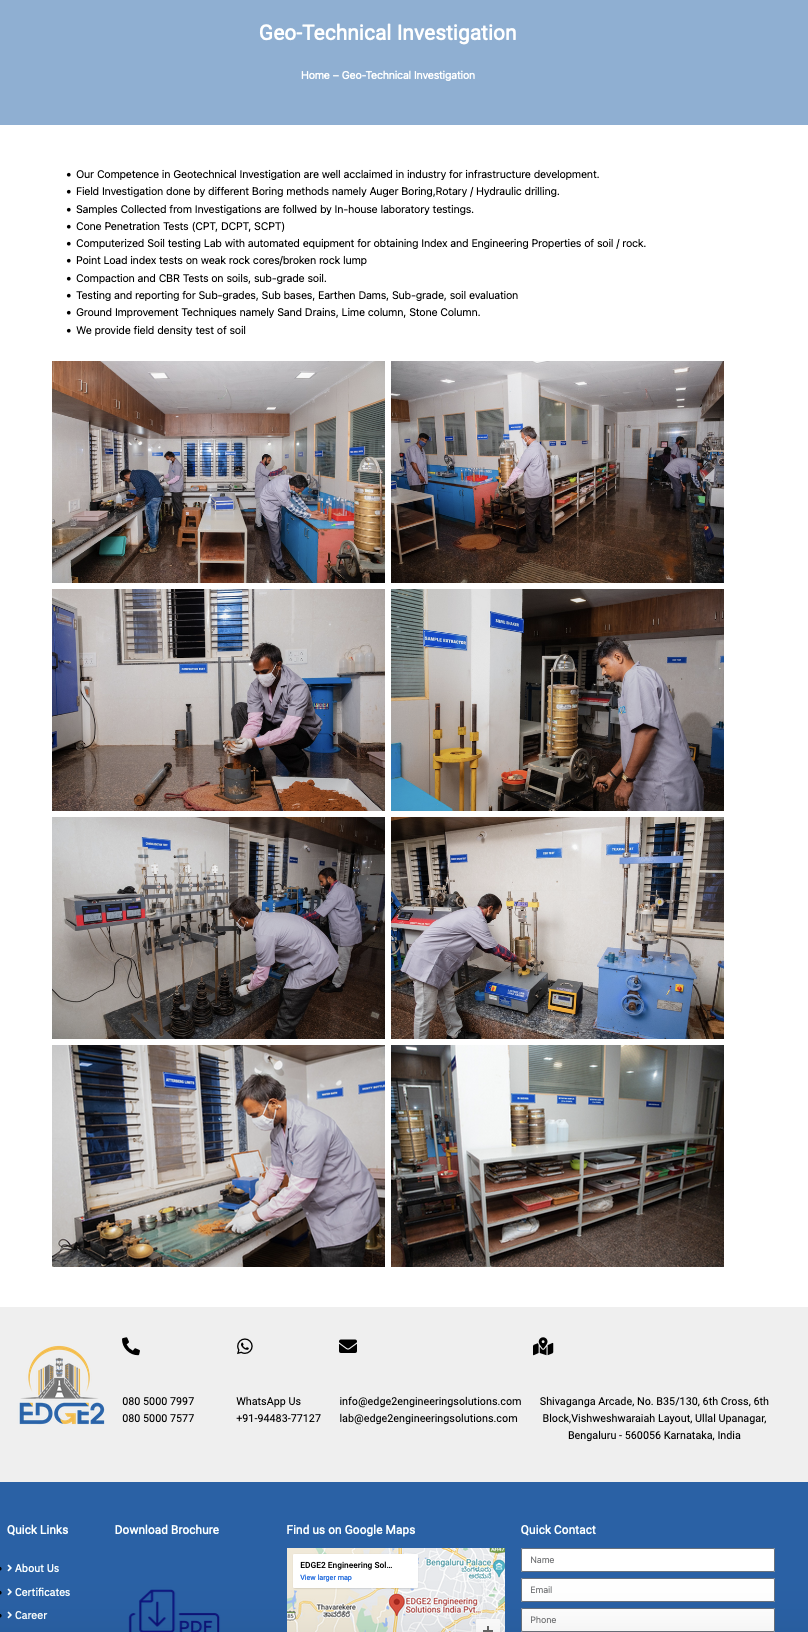 Geo-Technical Investigation
Home – Geo-Technical Investigation
Our Competence in Geotechnical Investigation are well acclaimed in industry for infrastructure development.
Field Investigation done by different Boring methods namely Auger Boring,Rotary / Hydraulic drilling.
Samples Collected from Investigations are follwed by In-house laboratory testings.
Cone Penetration Tests (CPT, DCPT, SCPT)
Computerized Soil testing Lab with automated equipment for obtaining Index and Engineering Properties of soil / rock.
Point Load index tests on weak rock cores/broken rock lump
Compaction and CBR Tests on soils, sub-grade soil.
Testing and reporting for Sub-grades, Sub bases, Earthen Dams, Sub-grade, soil evaluation
Ground Improvement Techniques namely Sand Drains, Lime column, Stone Column.
We provide field density test of soil
SAMPLE EXTRACTOR
ATTERBERG LIMITS
EDGE2
080 5000 7997
080 5000 7577
WhatsApp Us
+91-94483-77127
info@edge2engineeringsolutions.com
lab@edge2engineeringsolutions.com
Shivaganga Arcade, No. B35/130, 6th Cross, 6th
Block,Vishweshwaraiah Layout, Ullal Upanagar,
Bengaluru - 560056 Karnataka, India
Quick Links
About Us
Certificates
Career
Download Brochure
PDF
Find us on Google Maps
EDGE2 Engineering Sol...
View larger map
Bengaluru Palace
ಬೆಂಗಳೂರು
ಅರಮನೆ
Thavarekere
ತಾವರೆಕೆರೆ
EDGE2 Engineering
Solutions India Pvt...
Quick Contact
Name
Email
Phone